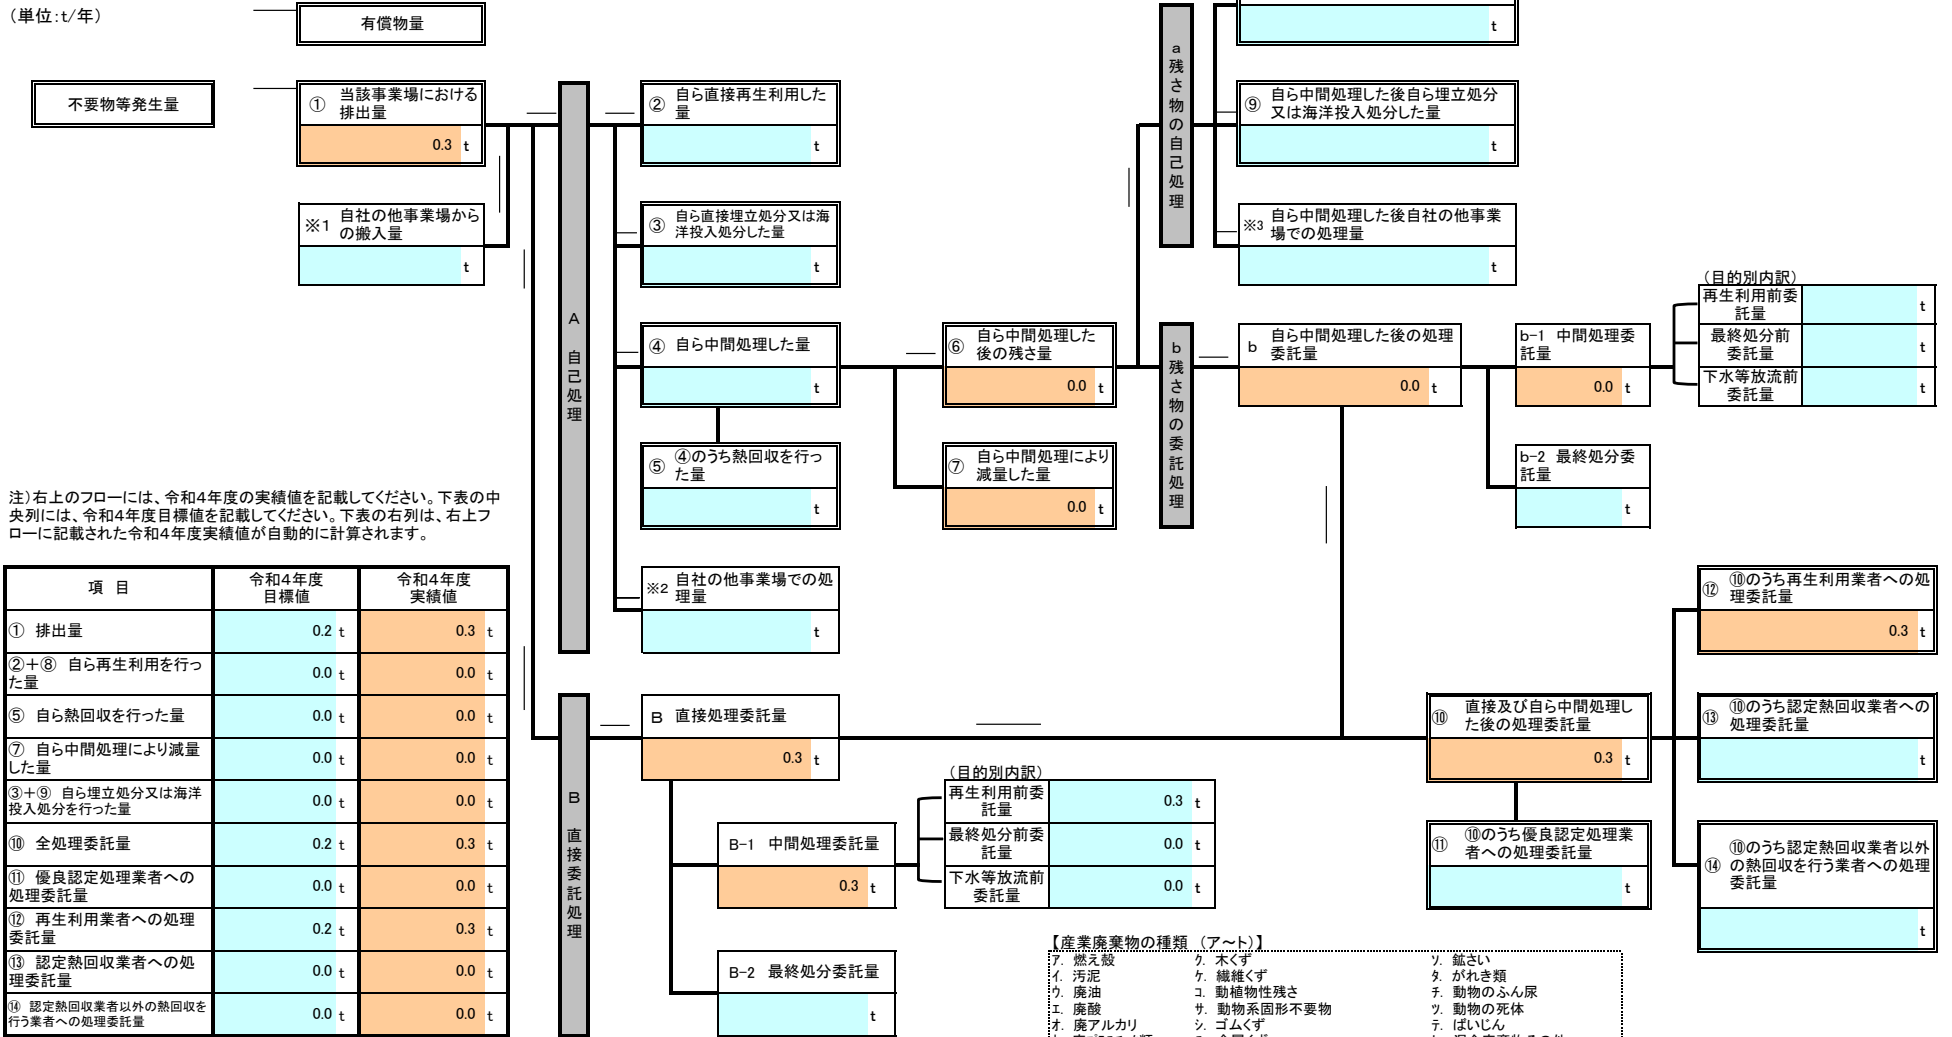 (単位:t/年)
有償物量
t
不要物等発生量
① 当該事業場における
排出量
0.3 t
※1 自社の他事業場から
の搬入量
t
A 自己処理
② 自ら直接再生利用した
量
t
③ 自ら直接埋立処分又は海
洋投入処分した量
t
④ 自ら中間処理した量
t
⑤ ④のうち熱回収を行っ
た量
t
※2 自社の他事業場での処
理量
t
⑥ 自ら中間処理した
後の残さ量
0.0 t
⑦ 自ら中間処理により
減量した量
0.0 t
a 残さ物の自己処理
⑨ 自ら中間処理した後自ら埋立処分
又は海洋投入処分した量
t
※3 自ら中間処理した後自社の他事業
場での処理量
t
b 残さ物の委託処理
b 自ら中間処理した後の処理
委託量
0.0 t
b-1 中間処理委
託量
0.0 t
b-2 最終処分委
託量
t
(目的別内訳)
再生利用前委
託量
t
最終処分前
委託量
t
下水等放流前
委託量
t
注)右上のフローには、令和4年度の実績値を記載してください。下表の中
央列には、令和4年度目標値を記載してください。下表の右列は、右上フ
ローに記載された令和4年度実績値が自動的に計算されます。
項 目 令和4年度 令和4年度
目標値 実績値
① 排出量 0.2 t 0.3 t
②+⑧ 自ら再生利用を行っ
た量 0.0 t 0.0 t
⑤ 自ら熱回収を行った量 0.0 t 0.0 t
⑦ 自ら中間処理により減量
した量 0.0 t 0.0 t
③+⑨ 自ら埋立処分又は海洋
投入処分を行った量 0.0 t 0.0 t
⑩ 全処理委託量 0.2 t 0.3 t
⑪ 優良認定処理業者への
処理委託量 0.0 t 0.0 t
⑫ 再生利用業者への処理
委託量 0.2 t 0.3 t
⑬ 認定熱回収業者への処
理委託量 0.0 t 0.0 t
⑭ 認定熱回収業者以外の熱回収を
行う業者への処理委託量 0.0 t 0.0 t
B 直接委託処理
B 直接処理委託量
0.3 t
B-1 中間処理委託量
0.3 t
B-2 最終処分委託量
t
(目的別内訳)
再生利用前委
託量
0.3 t
最終処分前委
託量
0.0 t
下水等放流前
委託量
0.0 t
⑩ 直接及び自ら中間処理し
た後の処理委託量
0.3 t
⑪ ⑩のうち優良認定処理業
者への処理委託量
t
⑫ ⑩のうち再生利用業者への処
理委託量
0.3 t
⑬ ⑩のうち認定熱回収業者への
処理委託量
t
⑭ ⑩のうち認定熱回収業者以外
の熱回収を行う業者への処理
委託量
t
【産業廃棄物の種類 (ア～ト)】
ア. 燃え殻 ク. 木くず ソ. 鉱さい
イ. 汚泥 ケ. 繊維くず タ. がれき類
ウ. 廃油 コ. 動植物性残さ チ. 動物のふん尿
エ. 廃酸 サ. 動物系固形不要物 ツ. 動物の死体
オ. 廃アルカリ シ. ゴムくず テ. ばいじん